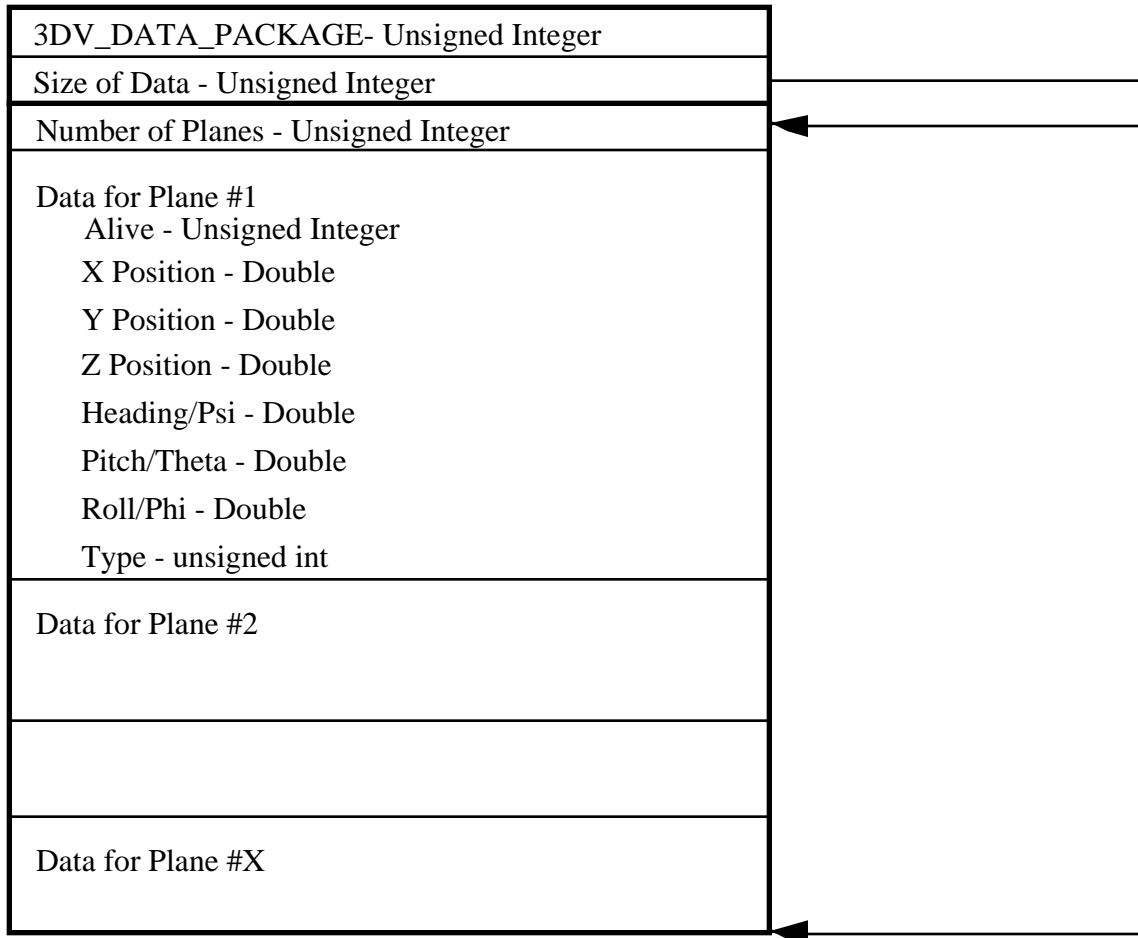 3DV_DATA_PACKAGE- Unsigned Integer
Size of Data - Unsigned Integer
Number of Planes - Unsigned Integer
Data for Plane #1
Alive - Unsigned Integer
X Position - Double
Y Position - Double
Z Position - Double
Heading/Psi - Double
Pitch/Theta - Double
Roll/Phi - Double
Type - unsigned int
Data for Plane #2
Data for Plane #X